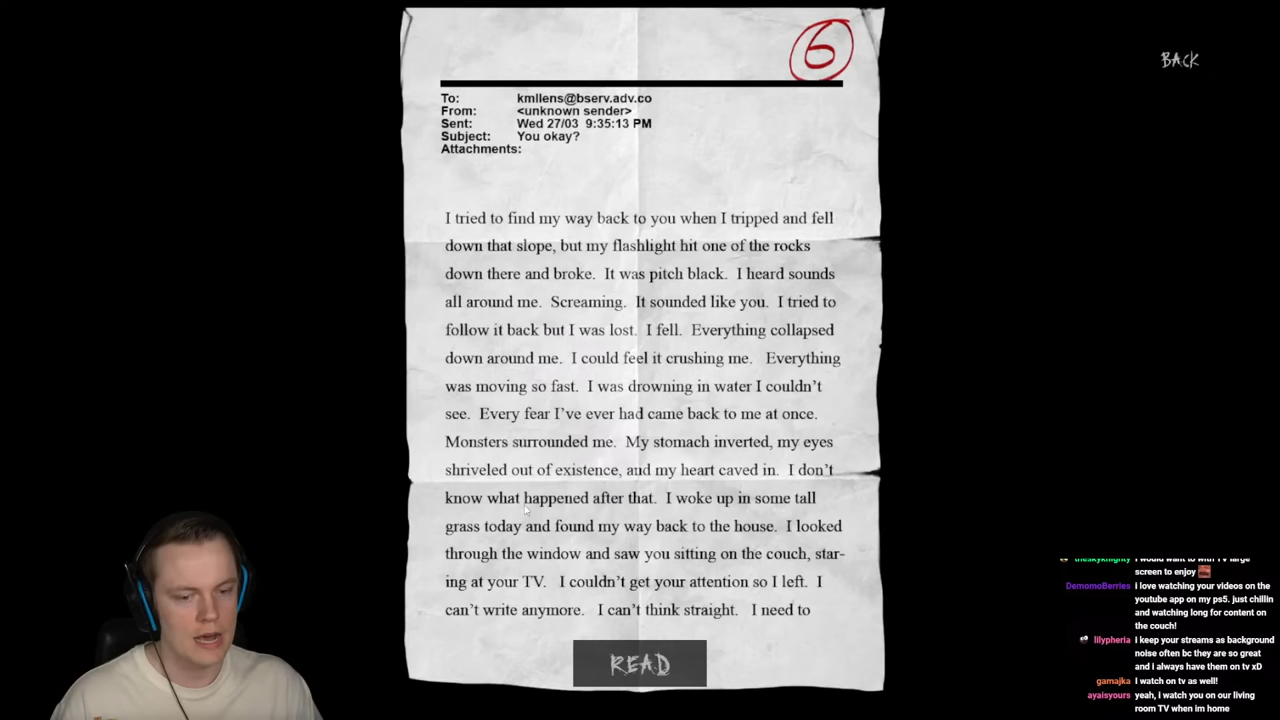 6
BACK
To: kmllens@bserv.adv.co
From: <unknown sender>
Sent: Wed 27/03 9:35:13 PM
Subject: You okay?
Attachments:
I tried to find my way back to you when I tripped and fell
down that slope, but my flashlight hit one of the rocks
down there and broke. It was pitch black. I heard sounds
all around me. Screaming. It sounded like you. I tried to
follow it back but I was lost. I fell. Everything collapsed
down around me. I could feel it crushing me. Everything
was moving so fast. I was drowning in water I couldn't
see. Every fear I've ever had came back to me at once.
Monsters surrounded me. My stomach inverted, my eyes
shriveled out of existence, and my heart caved in. I don't
know what happened after that. I woke up in some tall
grass today and found my way back to the house. I looked
through the window and saw you sitting on the couch, star-
ing at your TV. I couldn't get your attention so I left. I
can't write anymore. I can't think straight. I need to
READ
theskyknighty I would want to with TV large
screen to enjoy
DemomoBerries i love watching your videos on the
youtube app on my ps5. just chillin
and watching long for content on
the couch!
lilypheria i keep your streams as background
noise often bc they are so great
and i always have them on tv xD
gamajka I watch on tv as well!
ayaisyours yeah, i watch you on our living
room TV when im home